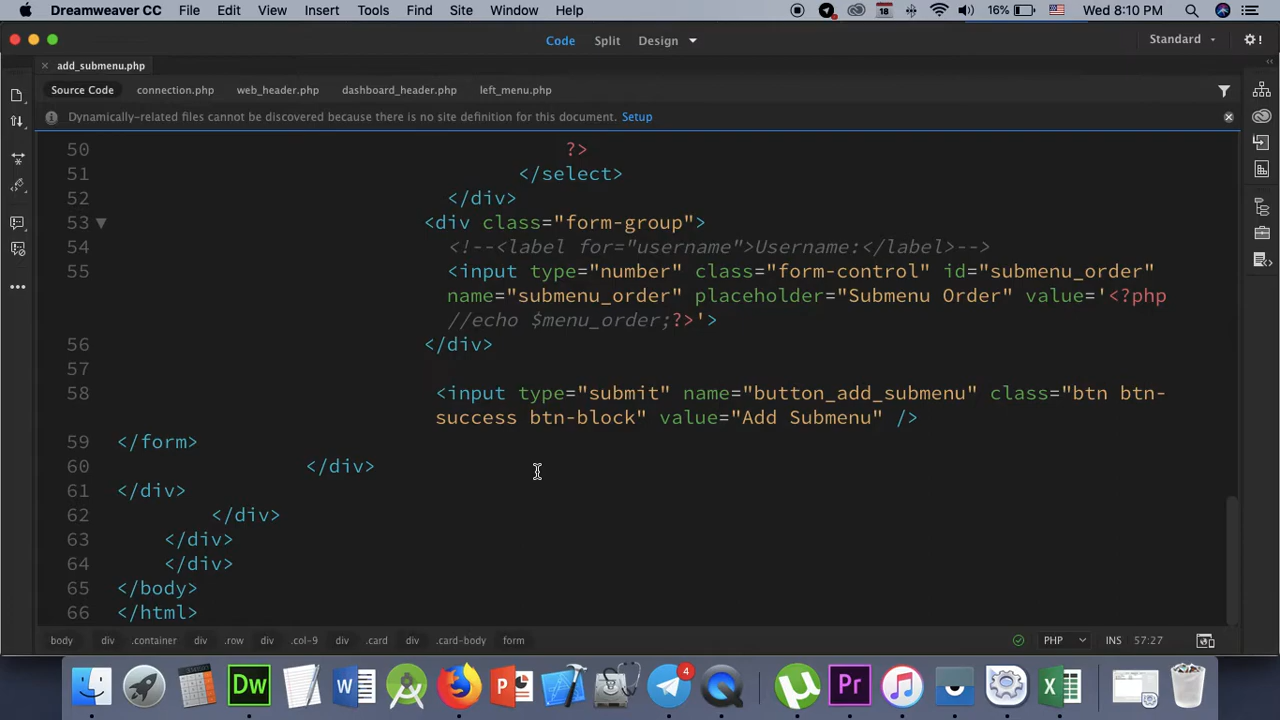 Dreamweaver CC File Edit View Insert Tools Find Site Window Help 18 16% Wed 8:10 PM
Code Split Design Standard
add_submenu.php
Source Code connection.php web_header.php dashboard_header.php left_menu.php
Dynamically-related files cannot be discovered because there is no site definition for this document. Setup
50 ?>
51 </select>
52 </div>
53 <div class="form-group">
54 <!--<label for="username">Username:</label>-->
55 <input type="number" class="form-control" id="submenu_order"
name="submenu_order" placeholder="Submenu Order" value='<?php
//echo $menu_order;?>'>
56 </div>
57
58 <input type="submit" name="button_add_submenu" class="btn btn-
success btn-block" value="Add Submenu" />
59 </form>
60 </div>
61 </div>
62 </div>
63 </div>
64 </div>
65 </body>
66 </html>
body div .container div .row div .col-9 div .card div .card-body form PHP INS 57:27
Dw W P 4 Pr X